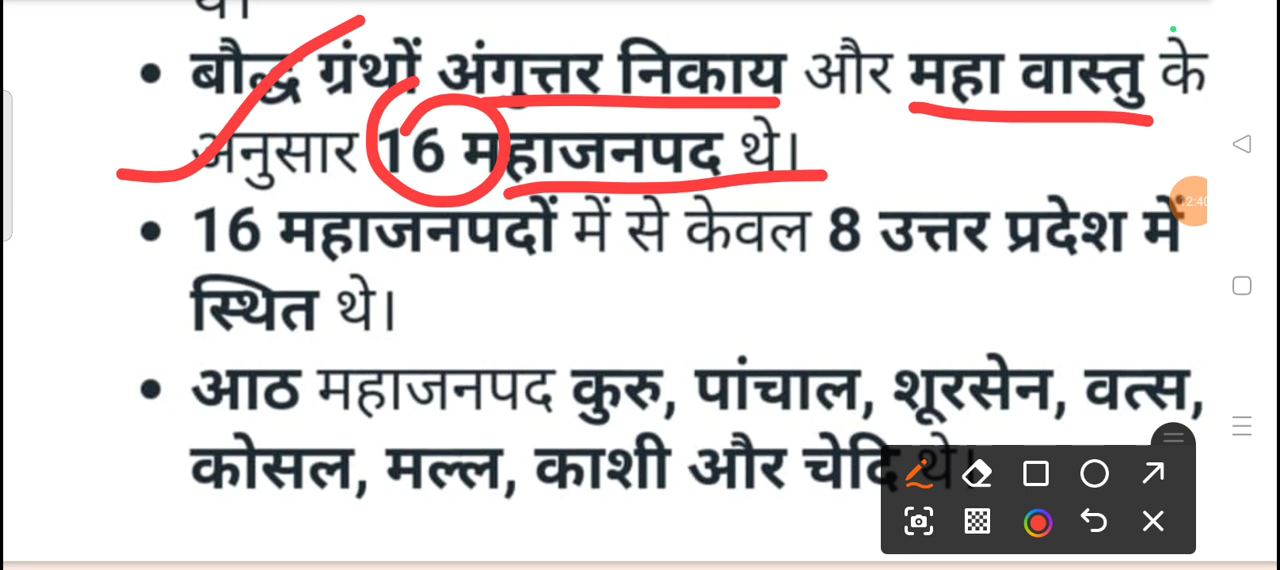 • बौद्ध ग्रंथों अंगुत्तर निकाय और महा वास्तु के
अनुसार 16 महाजनपद थे।
• 16 महाजनपदों में से केवल 8 उत्तर प्रदेश में
स्थित थे।
• आठ महाजनपद कुरु, पांचाल, शूरसेन, वत्स,
कोसल, मल्ल, काशी और चेदि थे।